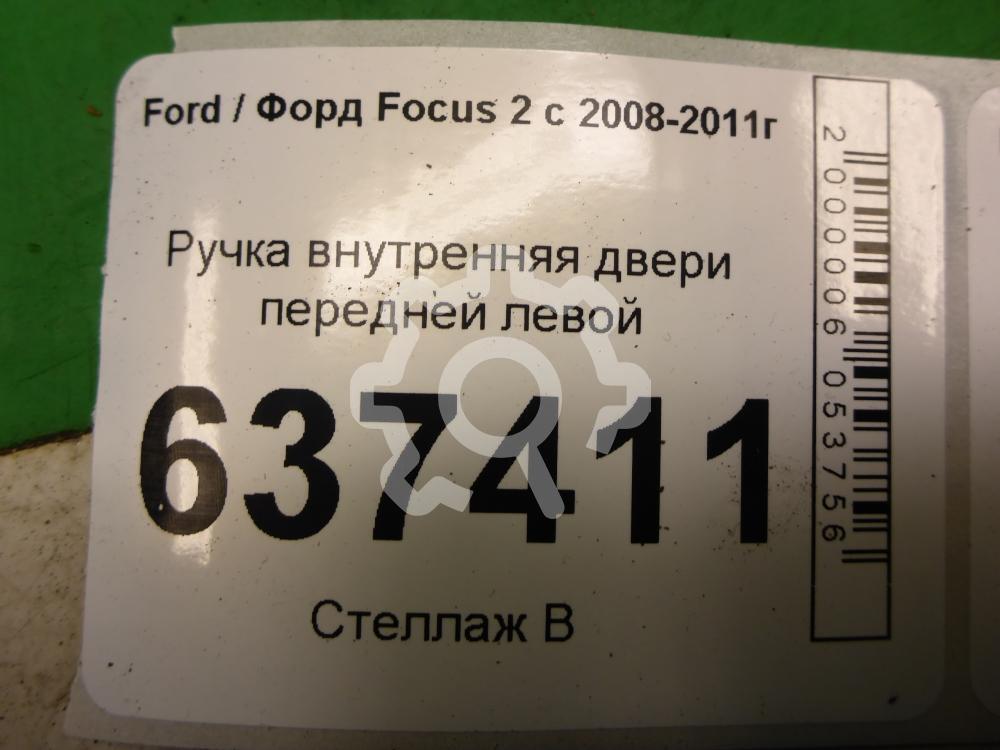 Ford / Форд Focus 2 с 2008-2011г
Ручка внутренняя двери
передней левой
637411
Стеллаж В
2000006053756